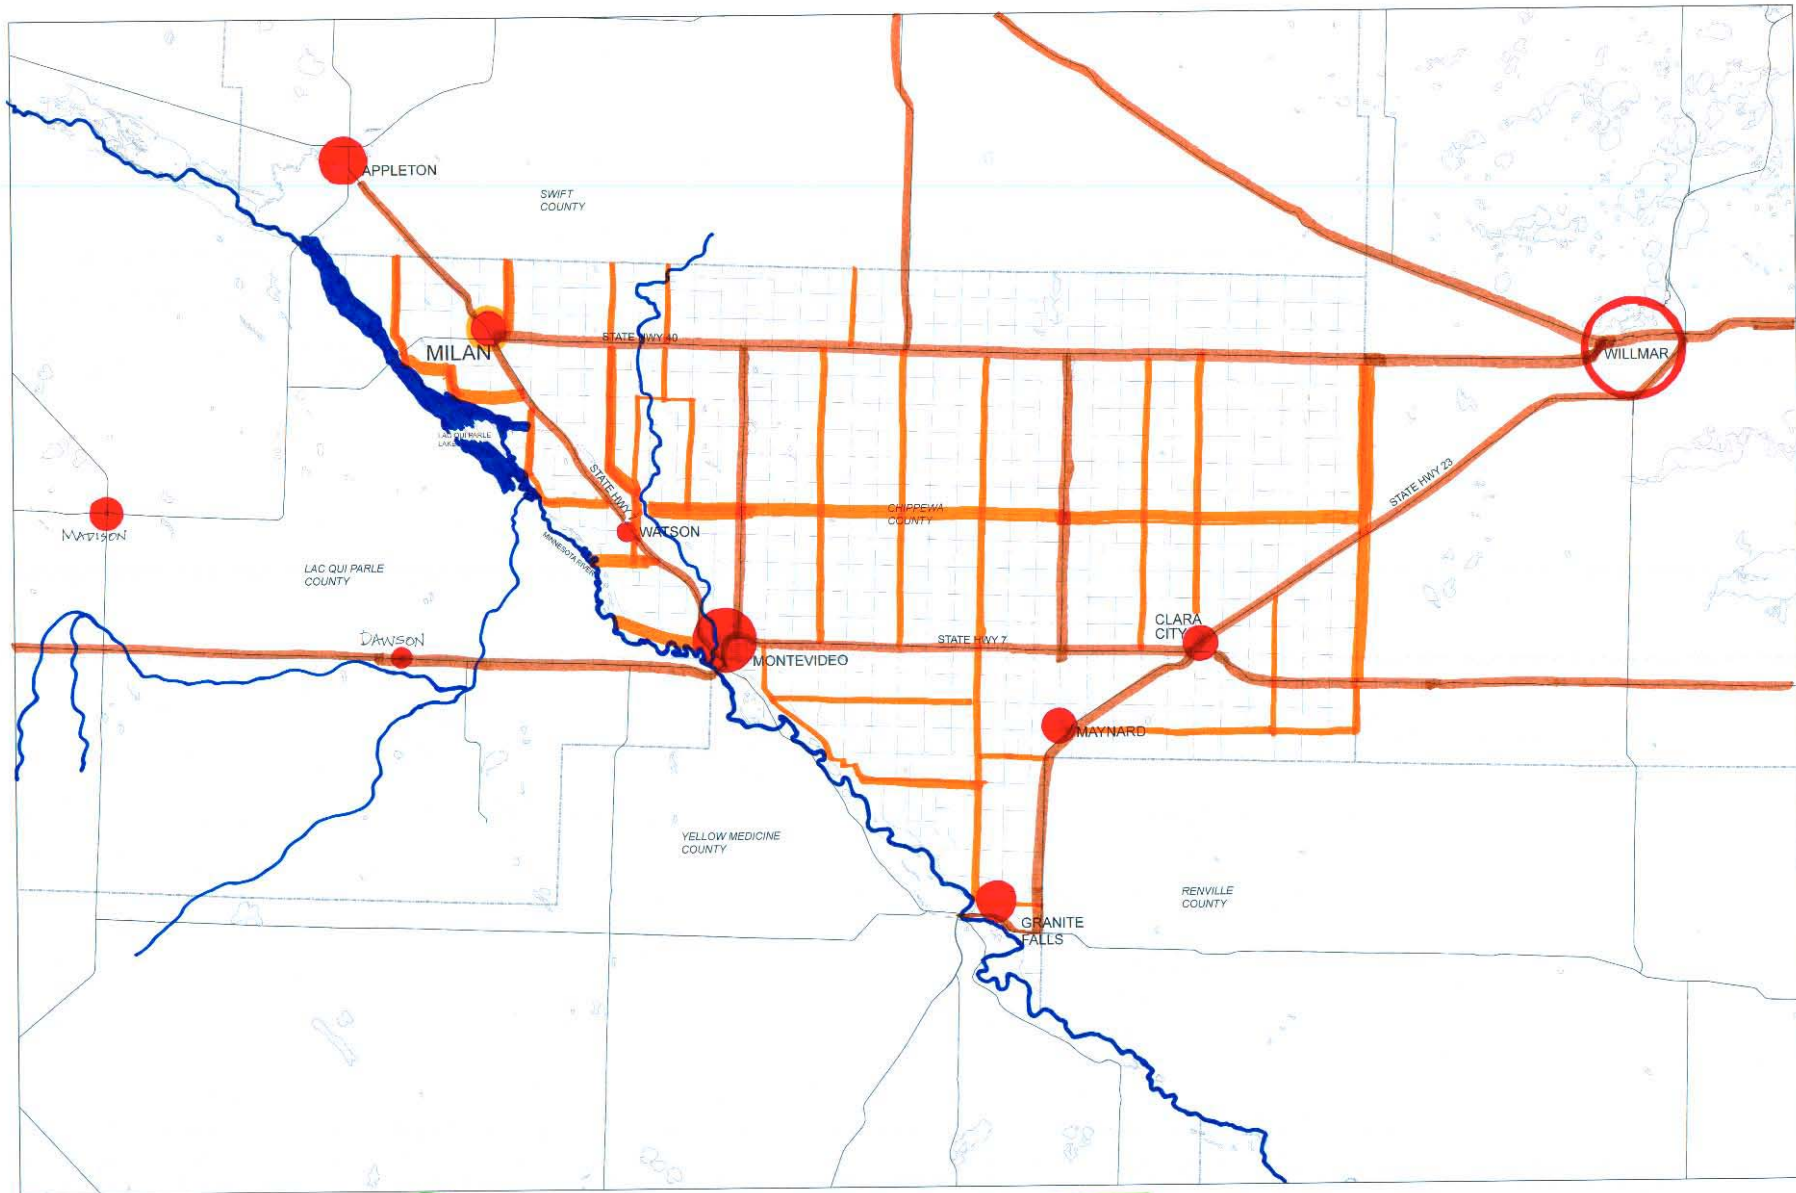 APPLETON
SWIFT
COUNTY
STATE HWY 40
MILAN
WILLMAR
LAC QUI PARLE
LAKE
STATE HWY 7
STATE HWY 23
CHIPPEWA
COUNTY
MADISON
WATSON
MINNESOTA RIVER
LAC QUI PARLE
COUNTY
CLARA
CITY
DAWSON
STATE HWY 7
MONTEVIDEO
MAYNARD
YELLOW MEDICINE
COUNTY
RENVILLE
COUNTY
GRANITE
FALLS